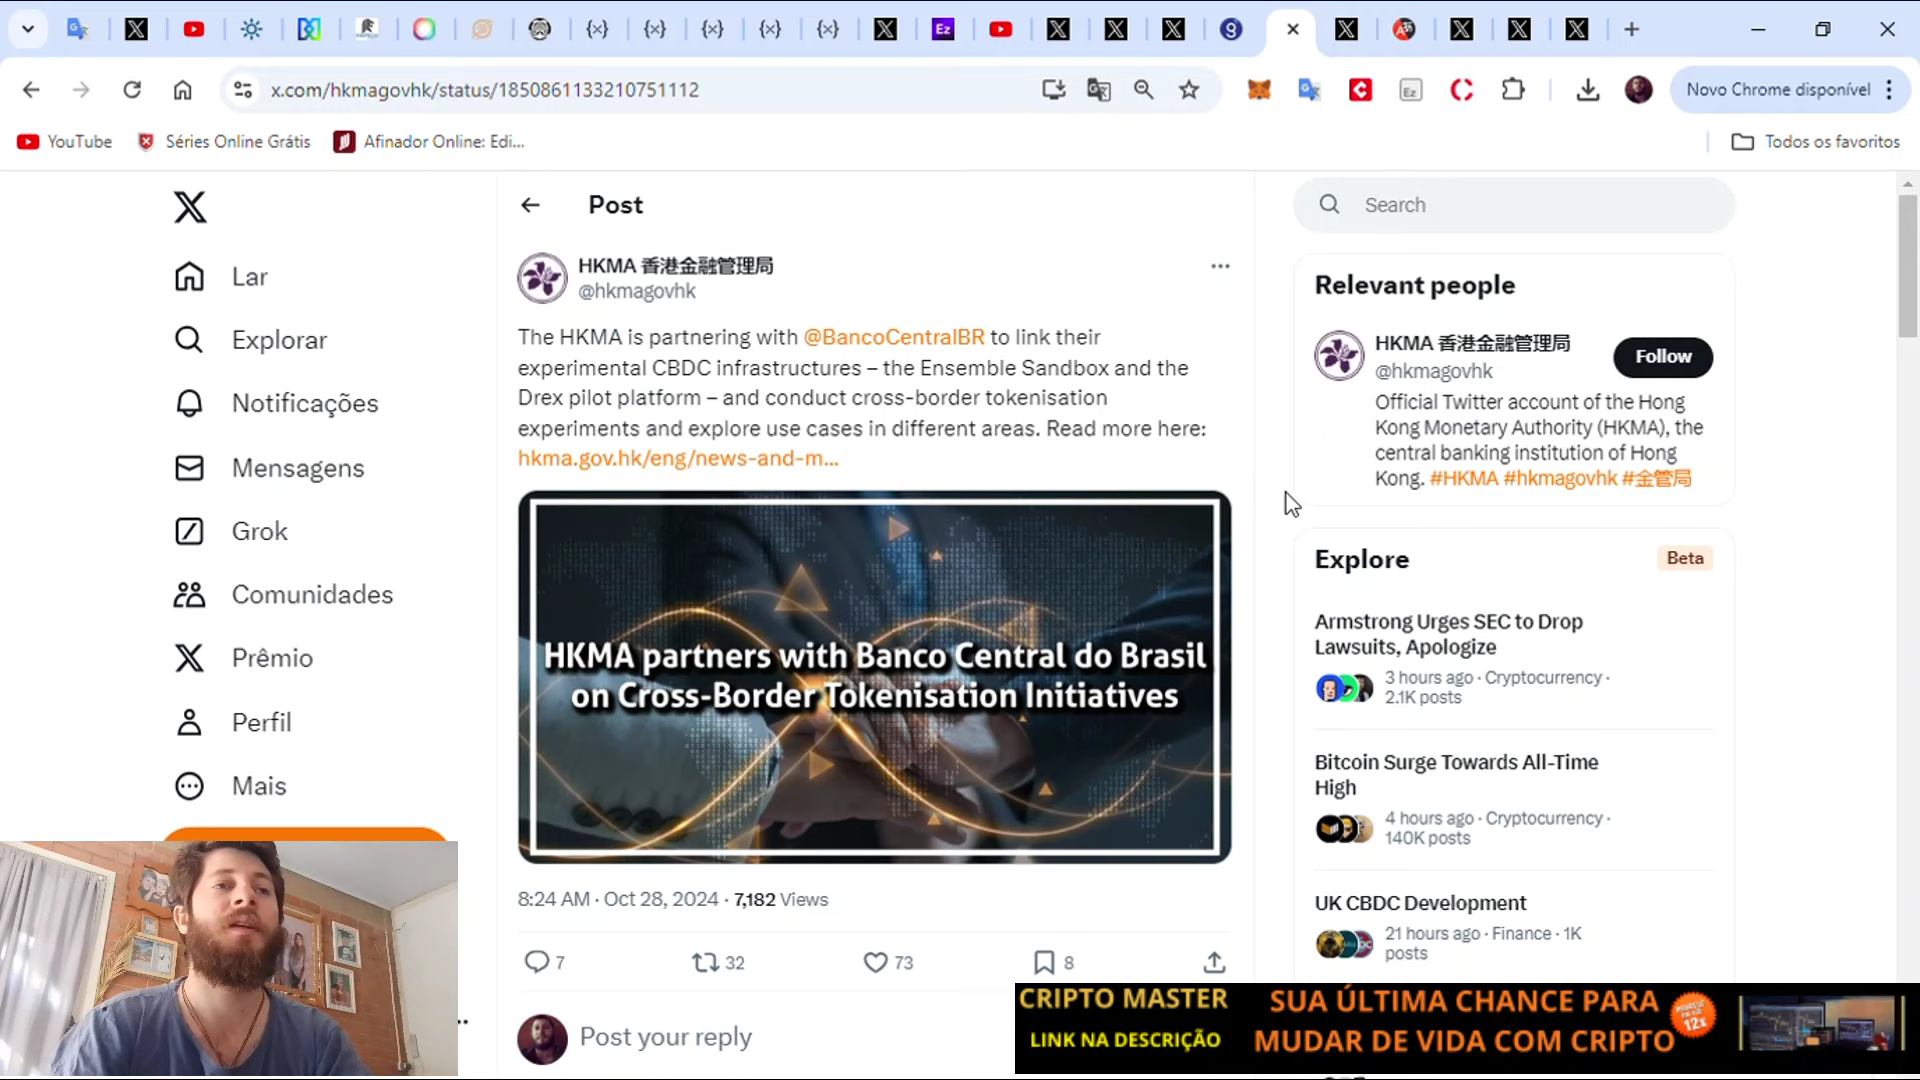 x.com/hkmagovhk/status/1850861133210751112
Novo Chrome disponível
YouTube
Séries Online Grátis
Afinador Online: Edi...
Todos os favoritos
Lar
Explorar
Notificações
Mensagens
Grok
Comunidades
Prêmio
Perfil
Mais
Post
HKMA 香港金融管理局
@hkmagovhk
The HKMA is partnering with @BancoCentralBR to link their
experimental CBDC infrastructures – the Ensemble Sandbox and the
Drex pilot platform – and conduct cross-border tokenisation
experiments and explore use cases in different areas. Read more here:
hkma.gov.hk/eng/news-and-m...
HKMA partners with Banco Central do Brasil
on Cross-Border Tokenisation Initiatives
8:24 AM · Oct 28, 2024 · 7,182 Views
7
32
73
8
Post your reply
Search
Relevant people
HKMA 香港金融管理局
@hkmagovhk
Follow
Official Twitter account of the Hong
Kong Monetary Authority (HKMA), the
central banking institution of Hong
Kong. #HKMA #hkmagovhk #金管局
Explore
Beta
Armstrong Urges SEC to Drop
Lawsuits, Apologize
3 hours ago · Cryptocurrency ·
2.1K posts
Bitcoin Surge Towards All-Time
High
4 hours ago · Cryptocurrency ·
140K posts
UK CBDC Development
21 hours ago · Finance · 1K
posts
CRIPTO MASTER
LINK NA DESCRIÇÃO
SUA ÚLTIMA CHANCE PARA
MUDAR DE VIDA COM CRIPTO
12x